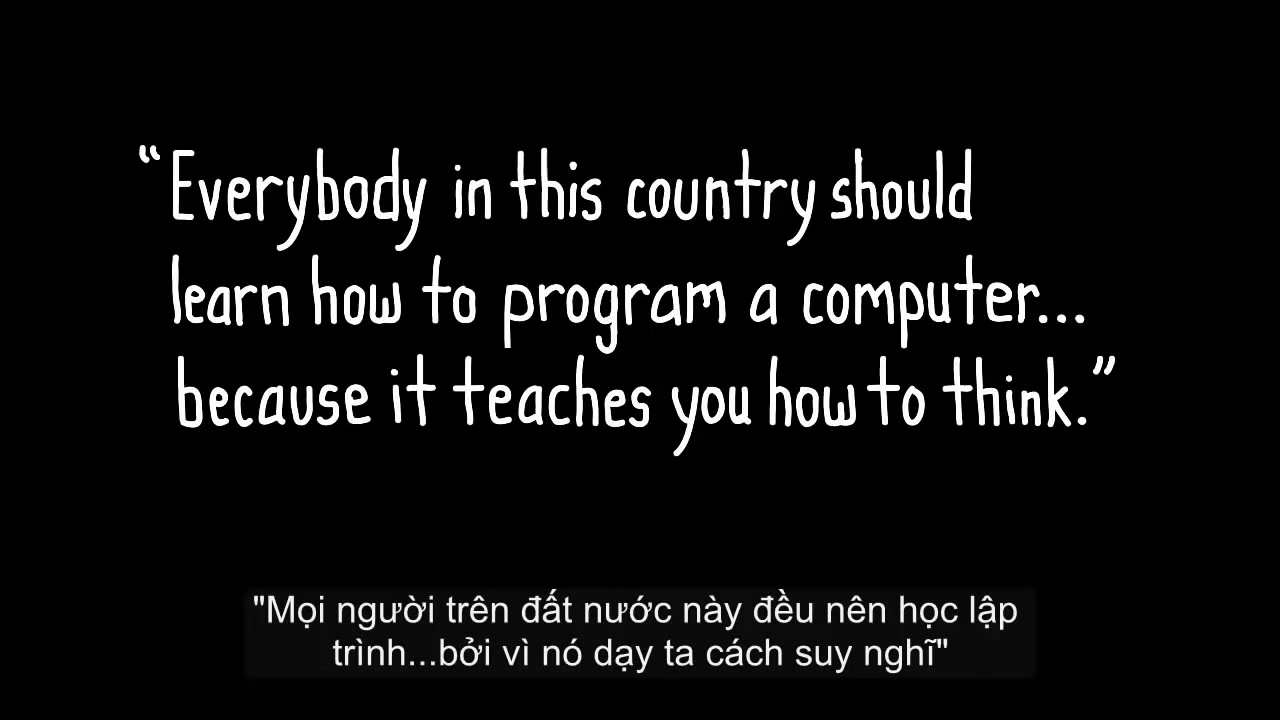 “Everybody in this country should
learn how to program a computer...
because it teaches you how to think.”
"Mọi người trên đất nước này đều nên học lập
trình...bởi vì nó dạy ta cách suy nghĩ"